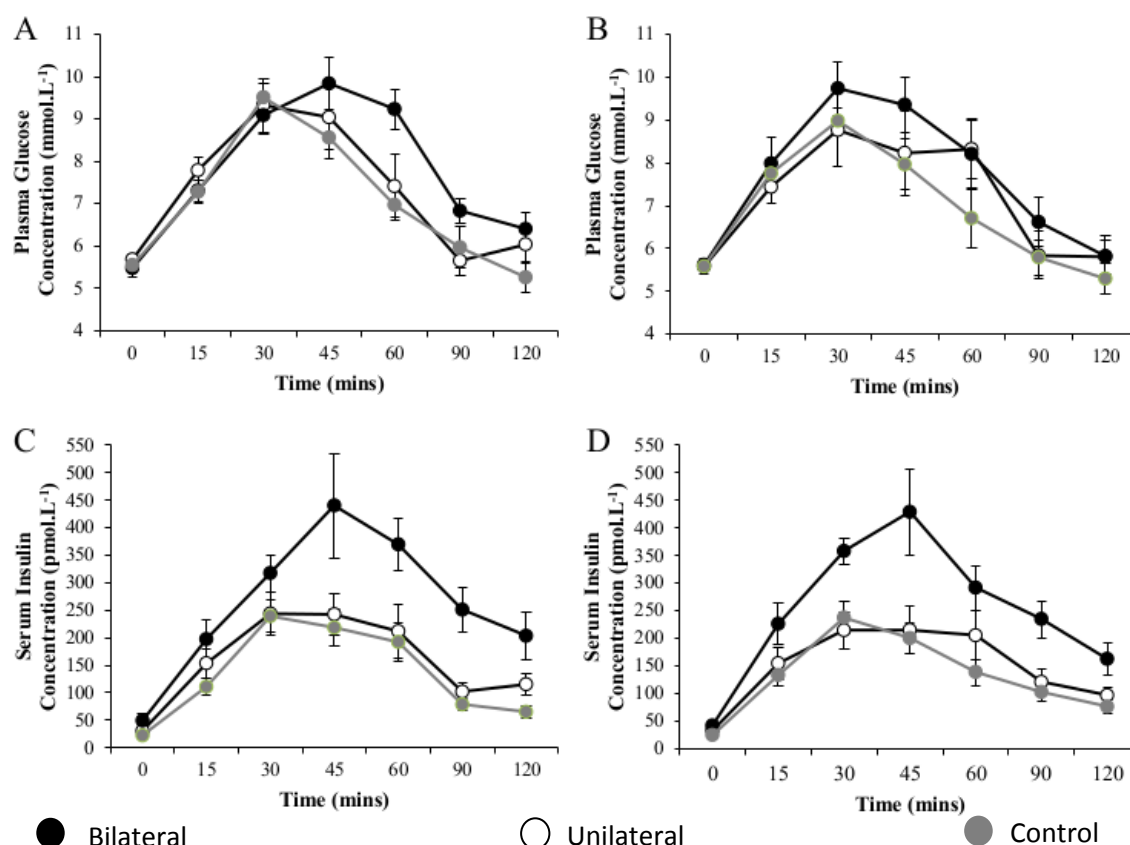 A
B
Plasma Glucose
Concentration (mmol.L⁻¹)
11
10
9
8
7
6
5
4
0 15 30 45 60 90 120
Time (mins)
Plasma Glucose
Concentration (mmol.L⁻¹)
11
10
9
8
7
6
5
4
0 15 30 45 60 90 120
Time (mins)
C
D
Serum Insulin
Concentration (pmol.L⁻¹)
550
500
450
400
350
300
250
200
150
100
50
0
0 15 30 45 60 90 120
Time (mins)
Serum Insulin
Concentration (pmol.L⁻¹)
550
500
450
400
350
300
250
200
150
100
50
0
0 15 30 45 60 90 120
Time (mins)
Bilateral Unilateral Control